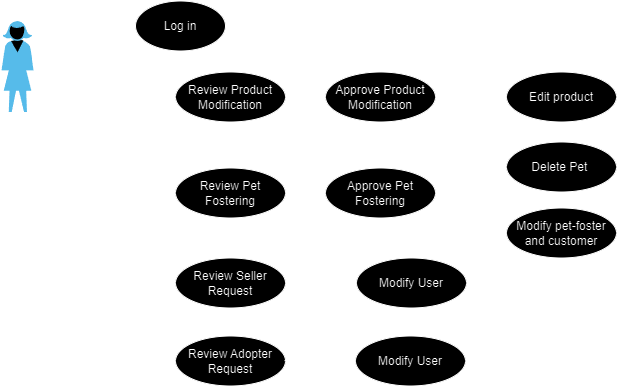 Log in
Review Product
Modification
Approve Product
Modification
Edit product
Delete Pet
Review Pet
Fostering
Approve Pet
Fostering
Modify pet-foster
and customer
Review Seller
Request
Modify User
Review Adopter
Request
Modify User